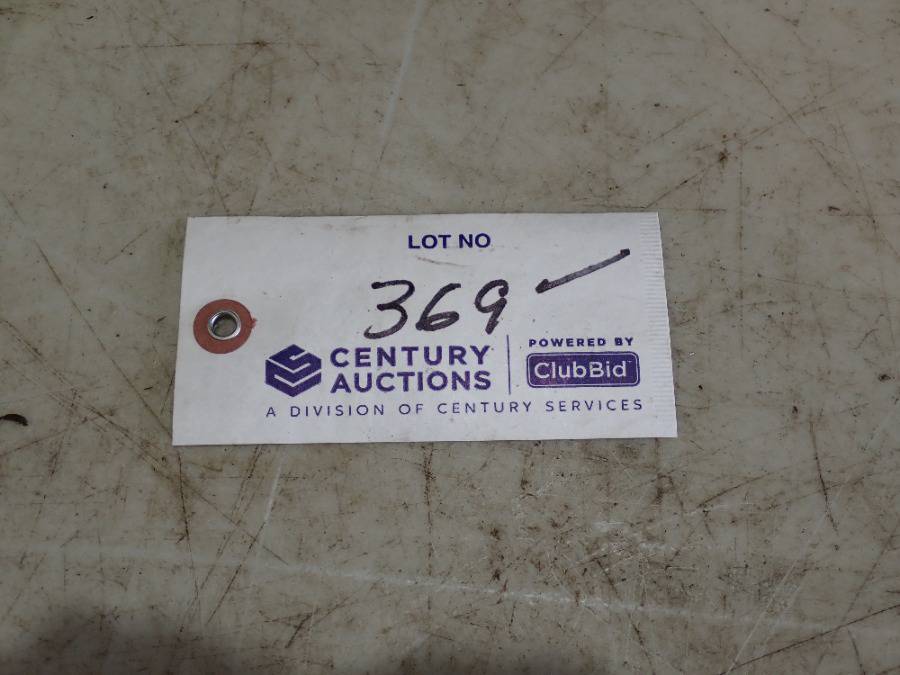 LOT NO
369 -
CENTURY
AUCTIONS
POWERED BY
ClubBid
A DIVISION OF CENTURY SERVICES